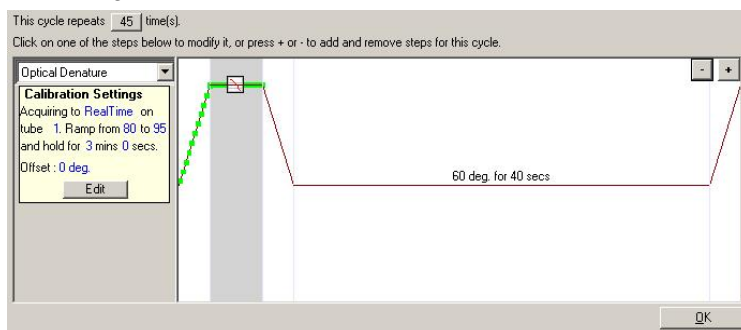 This cycle repeats 45 time(s).
Click on one of the steps below to modify it, or press + or - to add and remove steps for this cycle.
Optical Denature
Calibration Settings
Acquiring to RealTime on
tube 1. Ramp from 80 to 95
and hold for 3 mins 0 secs.
Offset : 0 deg.
Edit
- +
60 deg. for 40 secs
OK